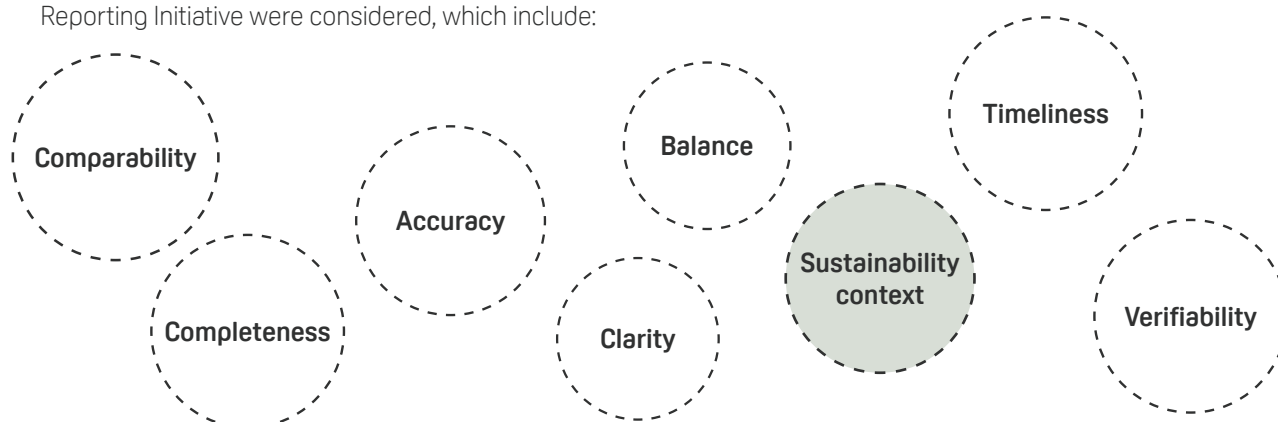 Reporting Initiative were considered, which include:
Comparability
Completeness
Accuracy
Clarity
Balance
Sustainability
context
Timeliness
Verifiability